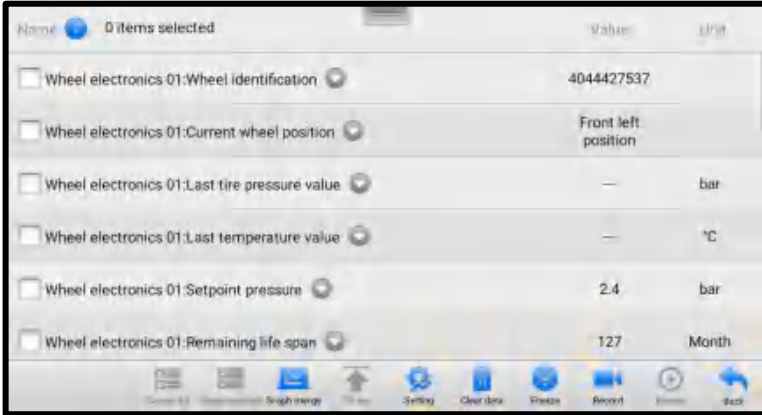 Name 0 items selected Value Unit
Wheel electronics 01:Wheel identification 4044427537
Wheel electronics 01:Current wheel position Front left position
Wheel electronics 01:Last tire pressure value — bar
Wheel electronics 01:Last temperature value — °C
Wheel electronics 01:Setpoint pressure 2.4 bar
Wheel electronics 01:Remaining life span 127 Month
Graph merge To top Setting Clear data Freeze Record Back